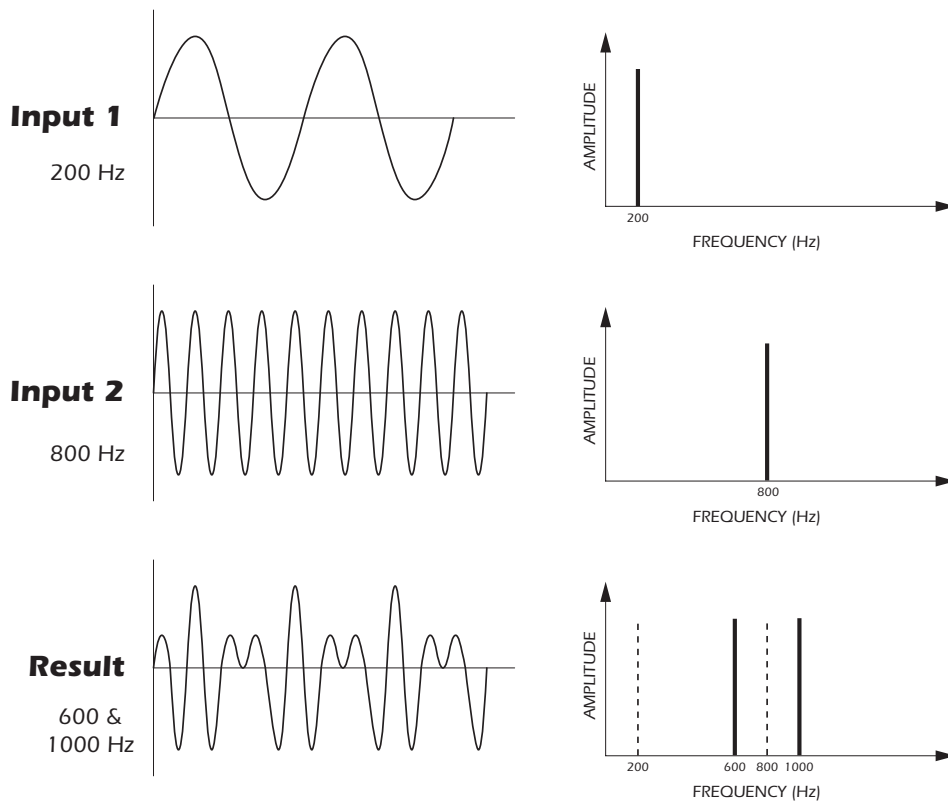 Input 1
200 Hz
AMPLITUDE
200
FREQUENCY (Hz)
Input 2
800 Hz
AMPLITUDE
800
FREQUENCY (Hz)
Result
600 &
1000 Hz
AMPLITUDE
200 600 800 1000
FREQUENCY (Hz)